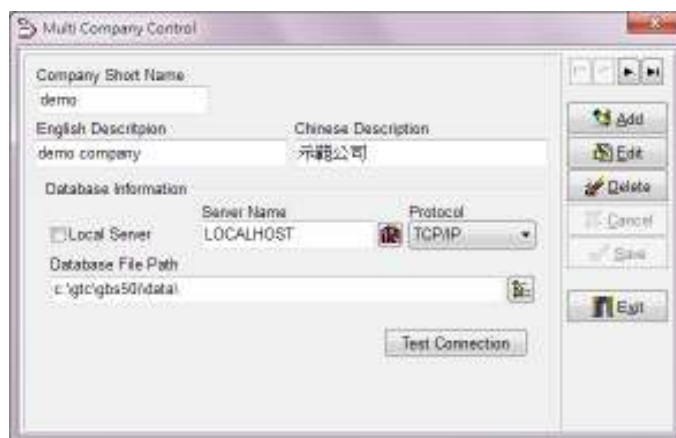 Multi Company Control
Company Short Name
demo
English Descritpion
Chinese Description
demo company
示範公司
Database Information
Local Server
Server Name
LOCALHOST
Protocol
TCP/IP
Database File Path
c:\gtc\gbs50i\data\
Test Connection
Add
Edit
Delete
Cancel
Save
Exit